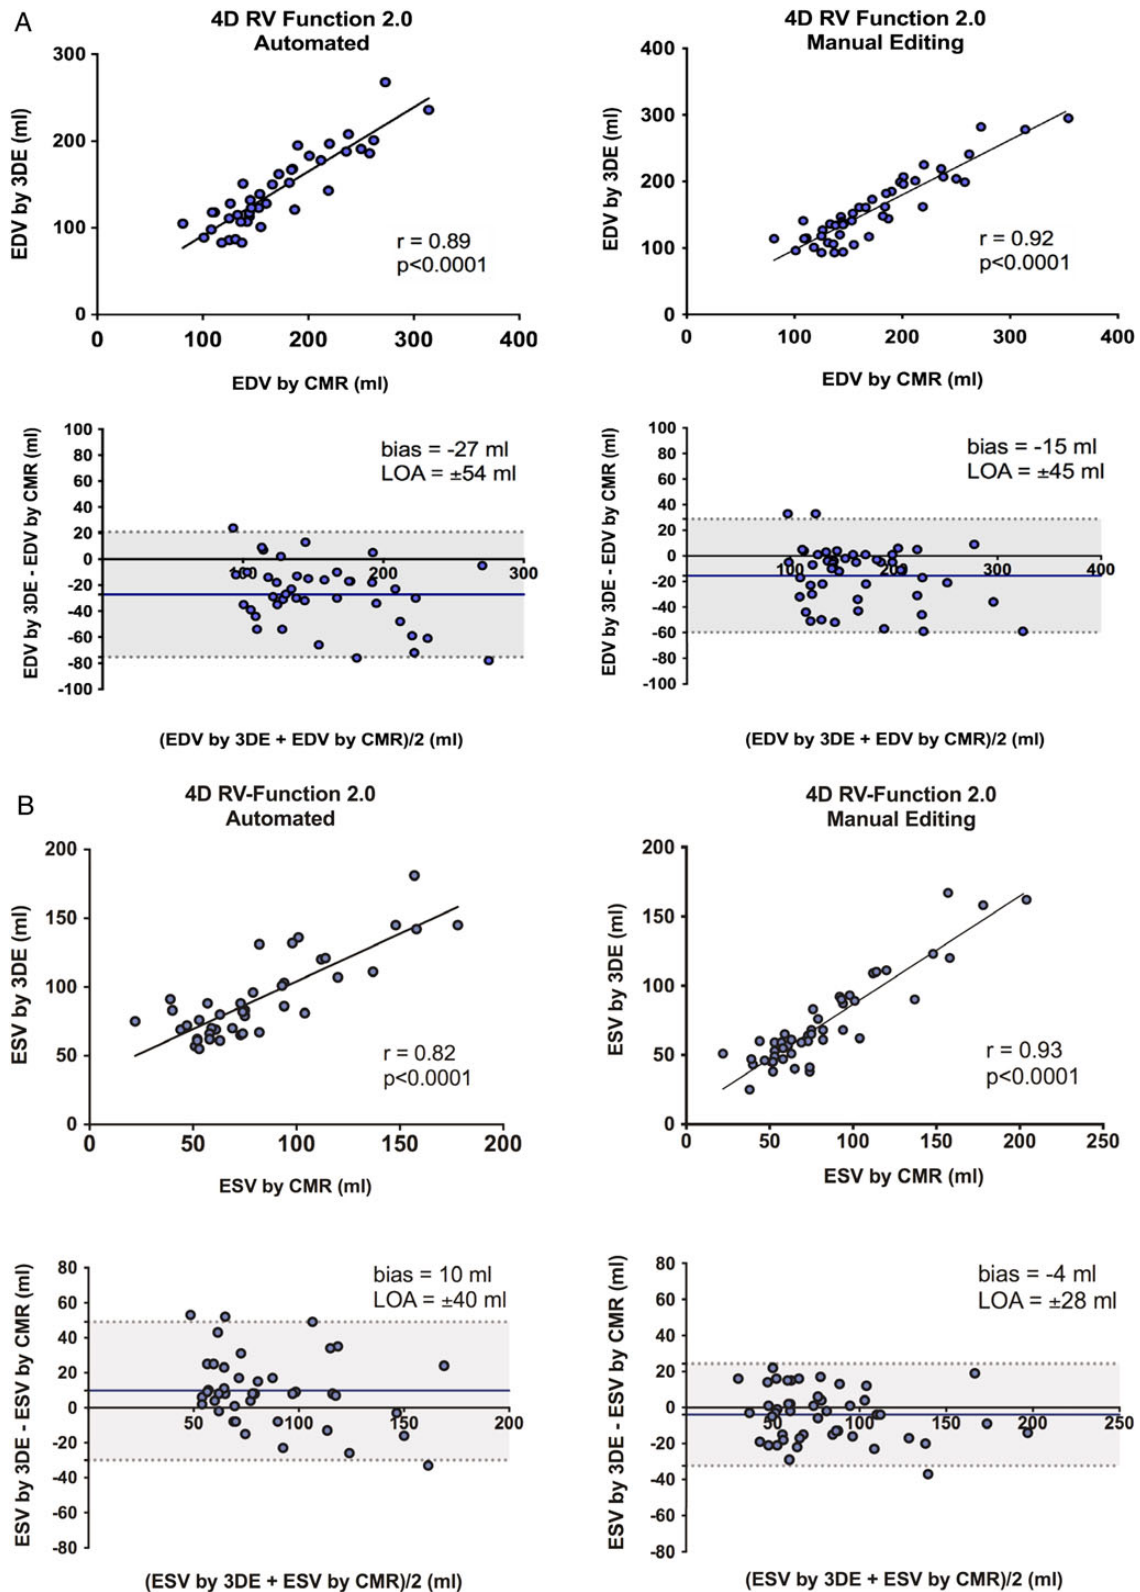 A
4D RV Function 2.0
Automated
300
200
100
0
EDV by 3DE (ml)
r = 0.89
p<0.0001
0 100 200 300 400
EDV by CMR (ml)
4D RV Function 2.0
Manual Editing
400
300
200
100
0
EDV by 3DE (ml)
r = 0.92
p<0.0001
0 100 200 300 400
EDV by CMR (ml)
100
80
60
40
20
0
-20
-40
-60
-80
-100
EDV by 3DE - EDV by CMR (ml)
bias = -27 ml
LOA = ±54 ml
100 200 300
(EDV by 3DE + EDV by CMR)/2 (ml)
100
80
60
40
20
0
-20
-40
-60
-80
-100
EDV by 3DE - EDV by CMR (ml)
bias = -15 ml
LOA = ±45 ml
100 200 300 400
(EDV by 3DE + EDV by CMR)/2 (ml)
B
4D RV-Function 2.0
Automated
200
150
100
50
0
ESV by 3DE (ml)
r = 0.82
p<0.0001
0 50 100 150 200
ESV by CMR (ml)
4D RV-Function 2.0
Manual Editing
200
150
100
50
0
ESV by 3DE (ml)
r = 0.93
p<0.0001
0 50 100 150 200 250
ESV by CMR (ml)
80
60
40
20
0
-20
-40
-60
-80
ESV by 3DE - ESV by CMR (ml)
bias = 10 ml
LOA = ±40 ml
50 100 150 200
(ESV by 3DE + ESV by CMR)/2 (ml)
80
60
40
20
0
-20
-40
-60
-80
ESV by 3DE - ESV by CMR (ml)
bias = -4 ml
LOA = ±28 ml
50 100 150 200 250
(ESV by 3DE + ESV by CMR)/2 (ml)